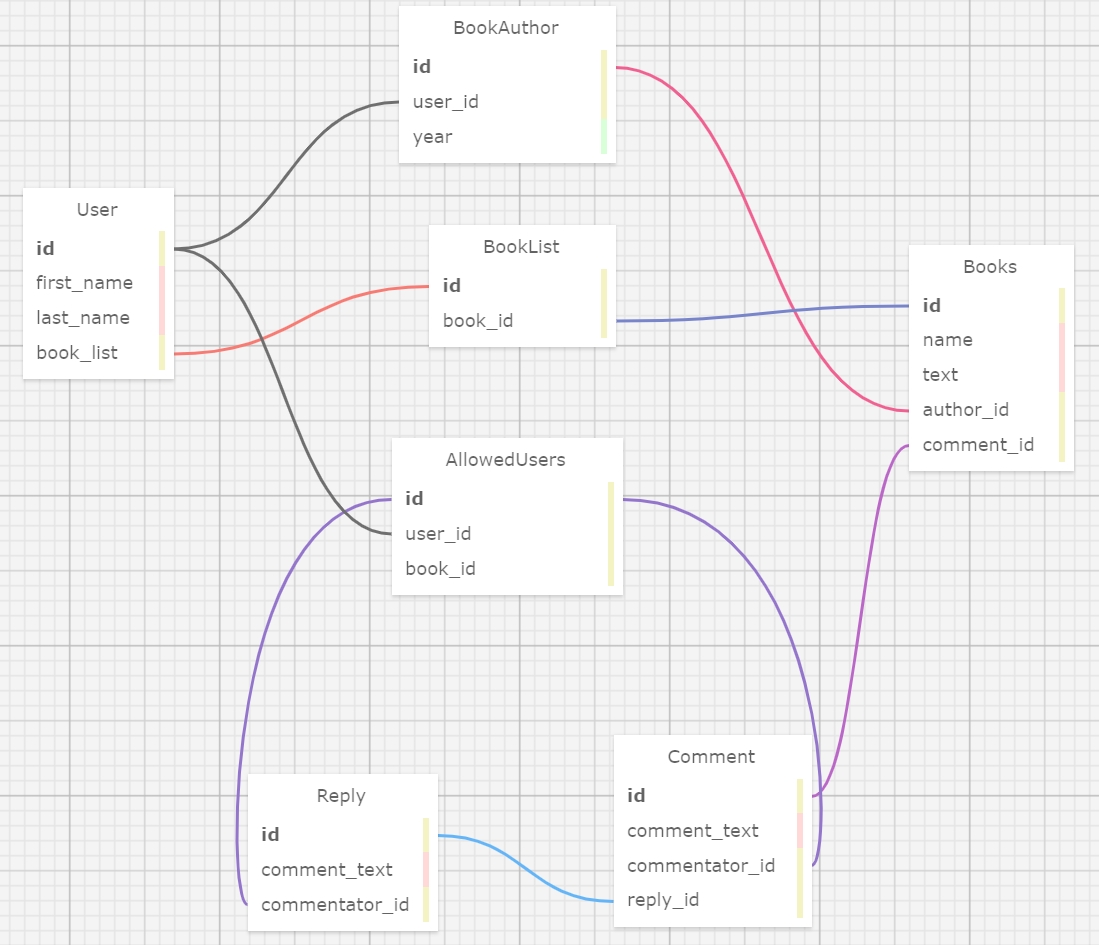 BookAuthor
id
user_id
year
User
id
first_name
last_name
book_list
BookList
id
book_id
Books
id
name
text
author_id
comment_id
AllowedUsers
id
user_id
book_id
Comment
id
comment_text
commentator_id
reply_id
Reply
id
comment_text
commentator_id